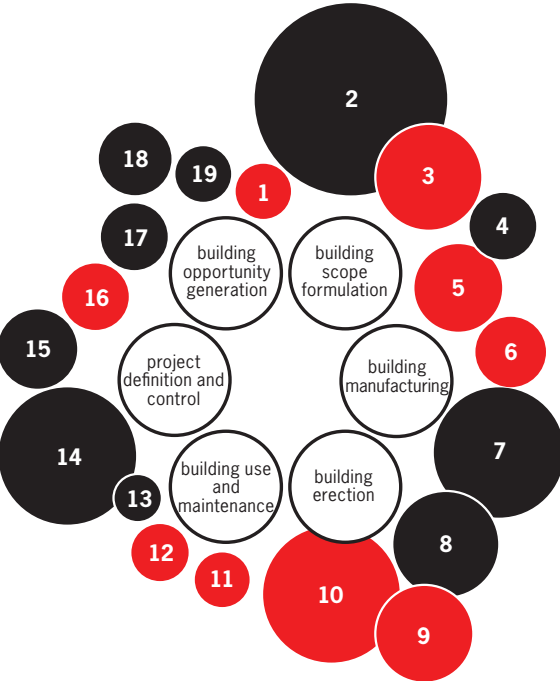 2
3
18
19
1
4
17
building
opportunity
generation
building
scope
formulation
5
16
15
6
project
definition and
control
building
manufacturing
14
7
13
building use
and
maintenance
building
erection
12
8
11
10
9